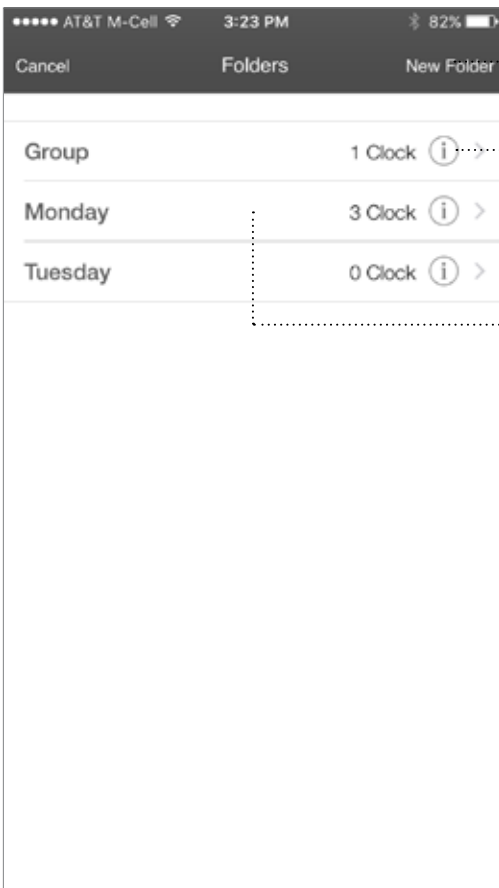 AT&T M-Cell 3:23 PM 82%
Cancel Folders New Folder
Group 1 Clock i >
Monday 3 Clock i >
Tuesday 0 Clock i >